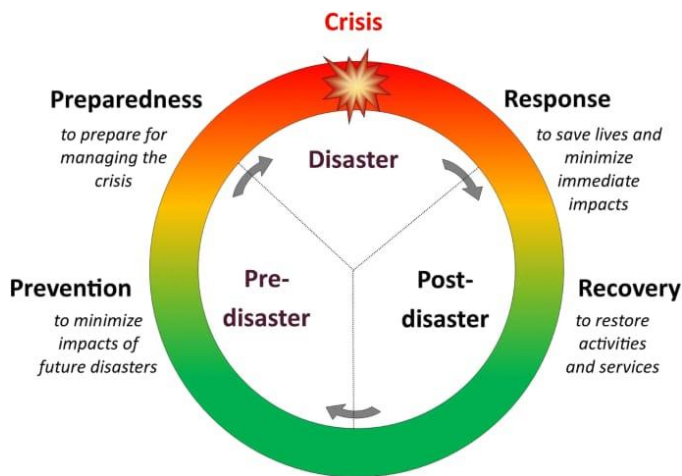 Crisis
Preparedness
to prepare for
managing the
crisis
Response
to save lives and
minimize
immediate
impacts
Disaster
Prevention
to minimize
impacts of
future disasters
Pre-
disaster
Post-
disaster
Recovery
to restore
activities
and services